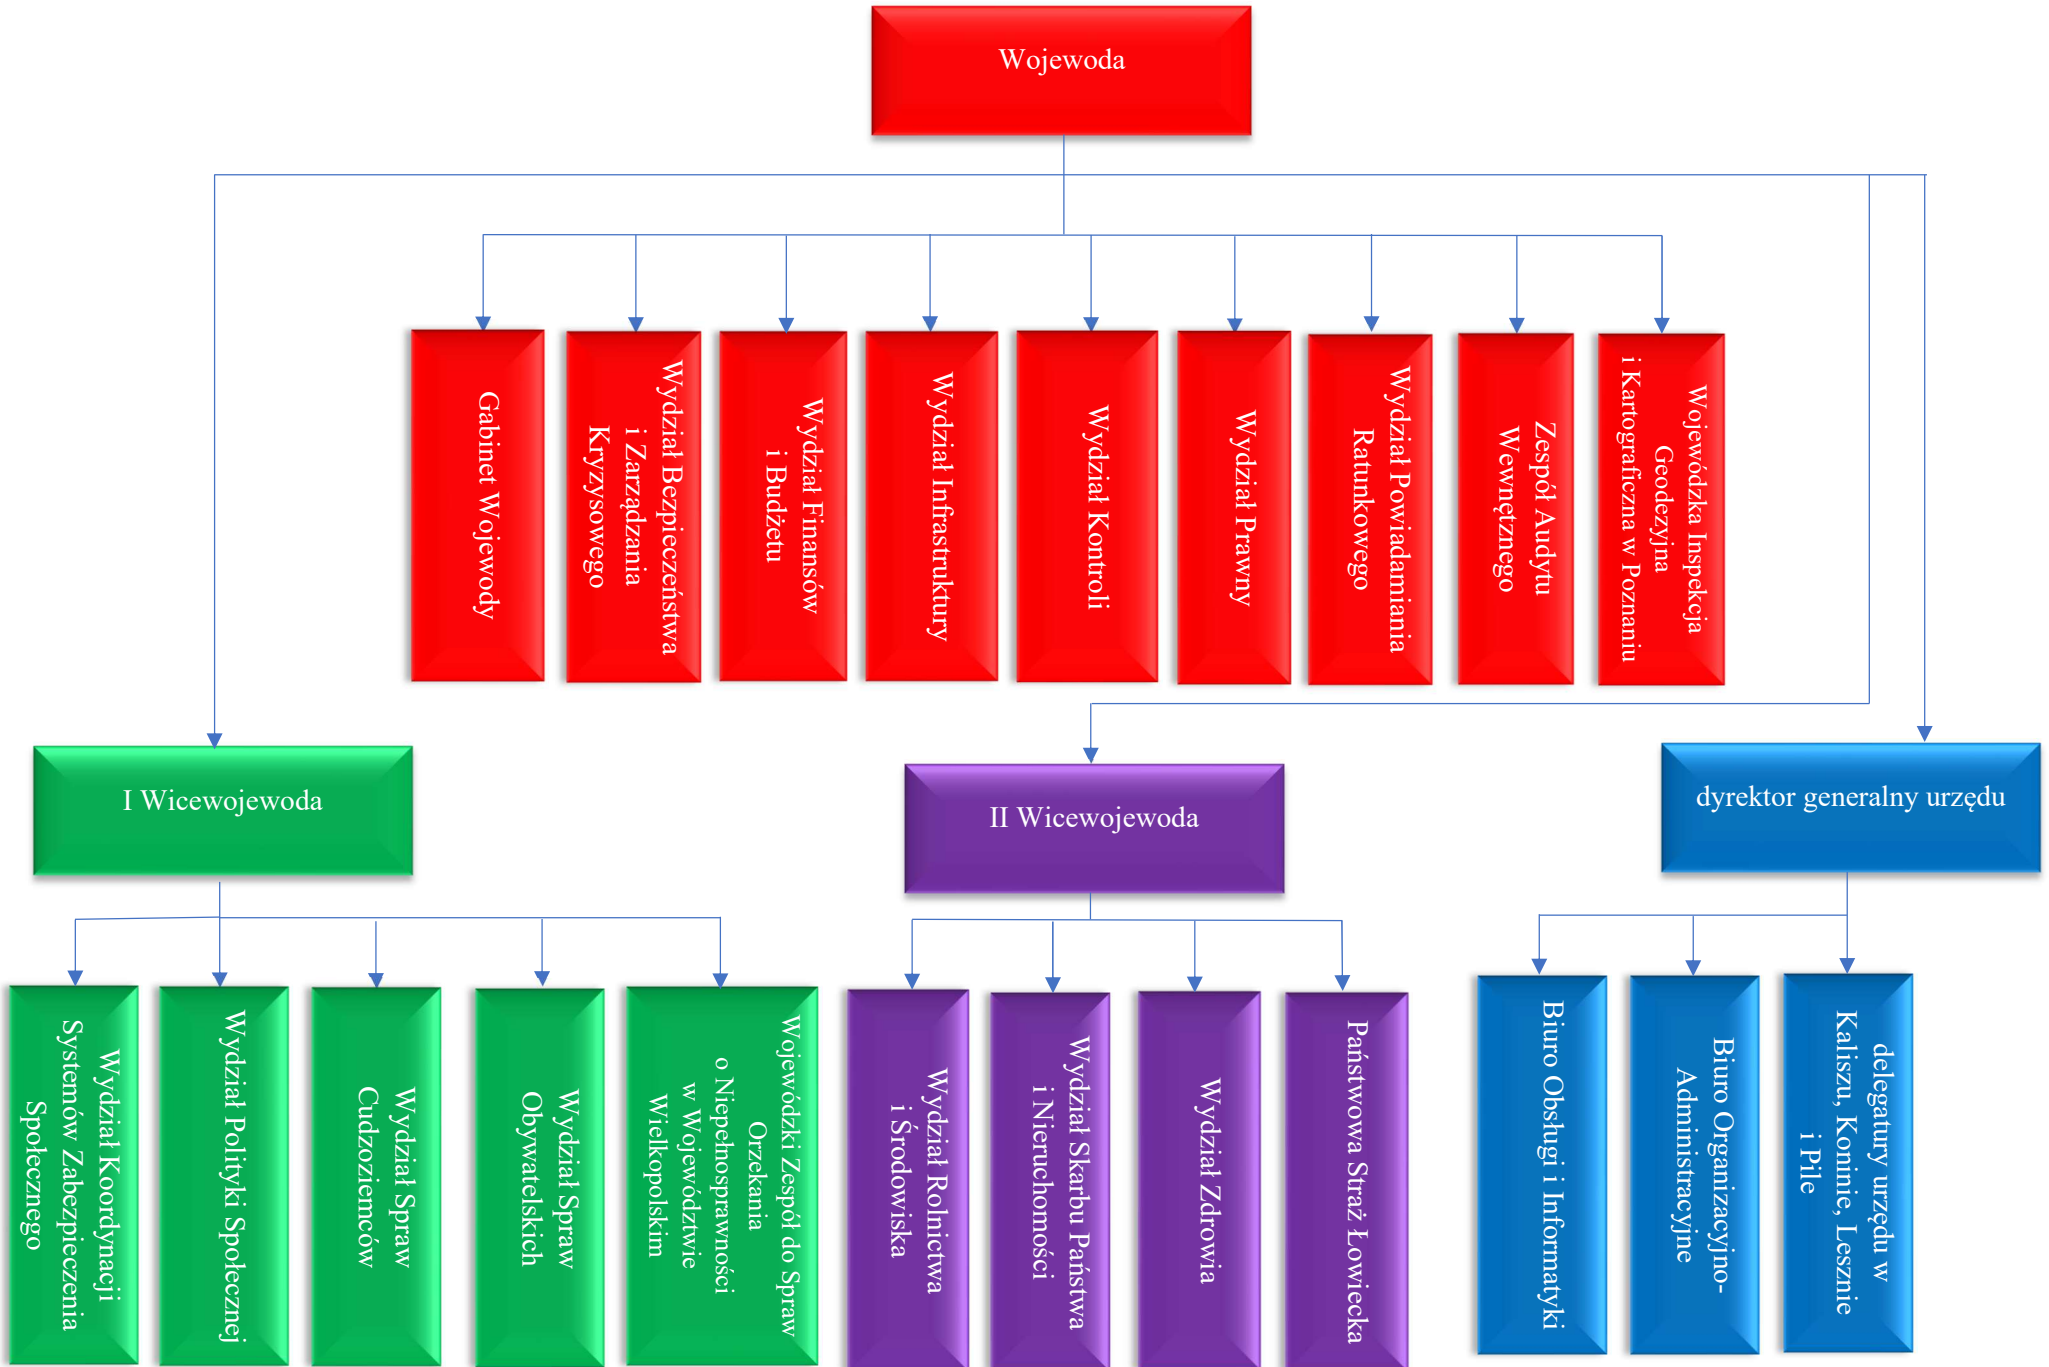 Wojewoda
Gabinet Wojewody
Wydział Bezpieczeństwa
i Zarządzania
Kryzysowego
Wydział Finansów
i Budżetu
Wydział Infrastruktury
Wydział Kontroli
Wydział Prawny
Wydział Powiadamiania
Ratunkowego
Zespół Audytu
Wewnętznego
Wojewódzka Inspekcja
Geodezyjna
i Kartograficzna w Poznaniu
I Wicewojewoda
II Wicewojewoda
dyrektor generalny urzędu
Wydział Koordynacji
Systemów Zabezpieczenia
Społecznego
Wydział Polityki Społecznej
Wydział Spraw
Cudzoziemców
Wydział Spraw
Obywatelskich
Wojewódzki Zespół do Spraw
Orzekania
o Niepełnosprawności
w Województwie
Wielkopolskim
Wydział Rolnictwa
i Środowiska
Wydział Skarbu Państwa
i Nieruchomości
Wydział Zdrowia
Państwowa Straż Łowiecka
Biuro Obsługi i Informatyki
Biuro Organizacyjno-
Administracyjne
delegatury urzędu w
Kaliszu, Koninie, Lesznie
i Pile